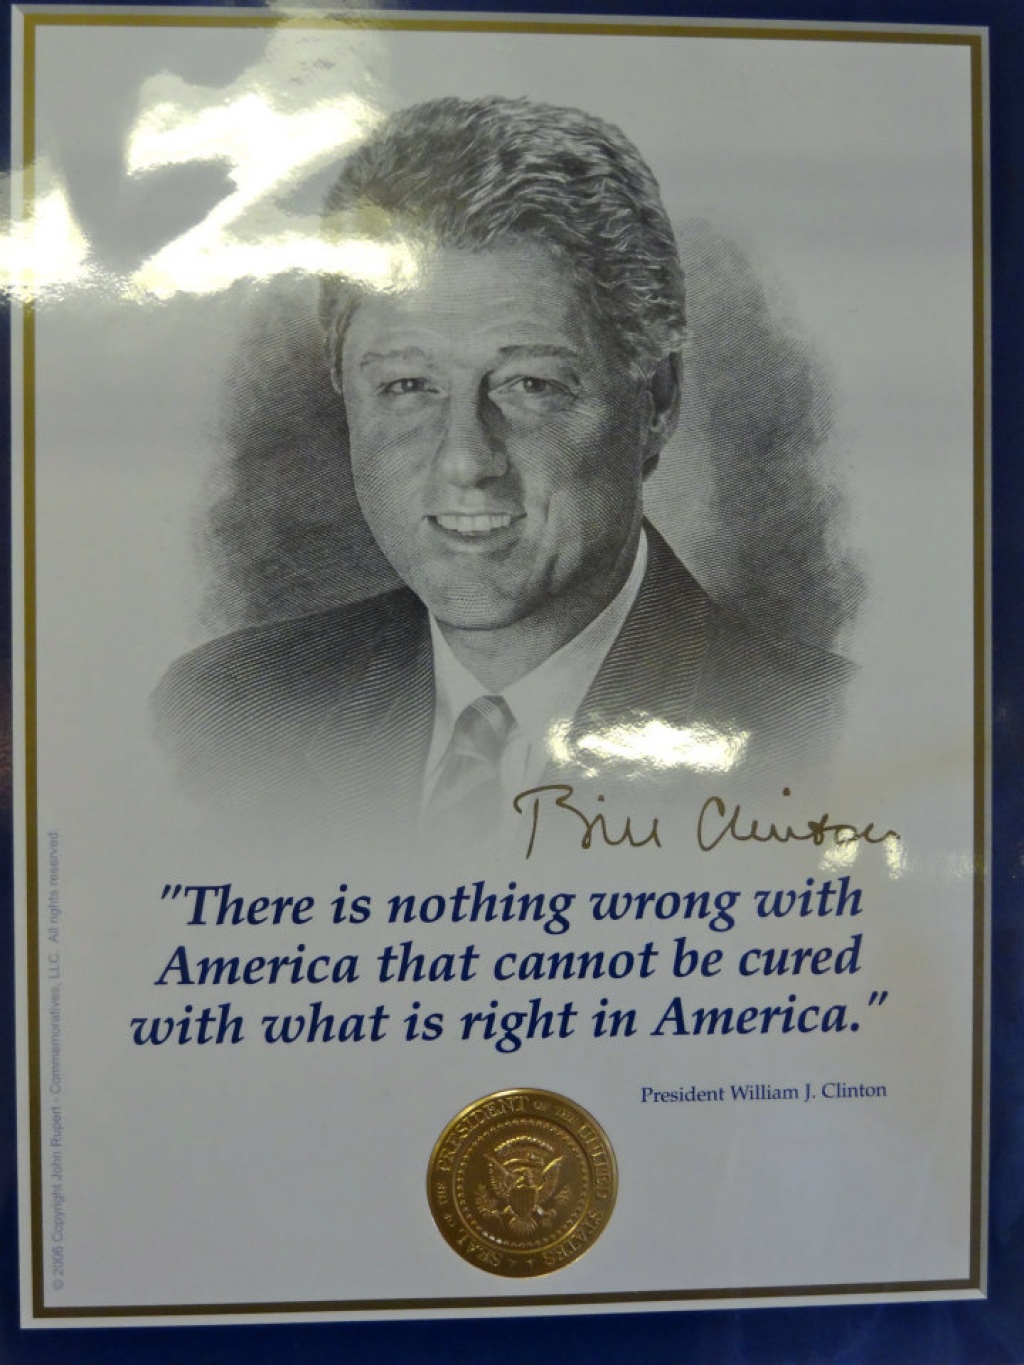 Bill Clinton
"There is nothing wrong with
America that cannot be cured
with what is right in America."
President William J. Clinton
SEAL OF THE PRESIDENT OF THE UNITED STATES
© 2006 Copyright John Rupert - Commemoratives, LLC. All rights reserved.